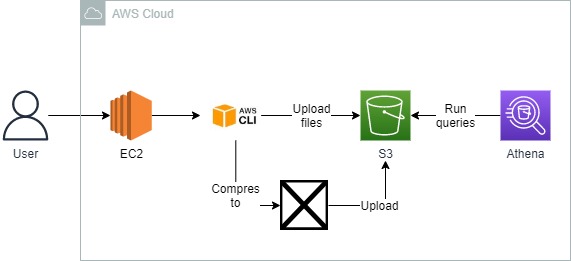 AWS Cloud
User
EC2
AWS
CLI
Upload
files
S3
Run
queries
Athena
Compres
to
Upload